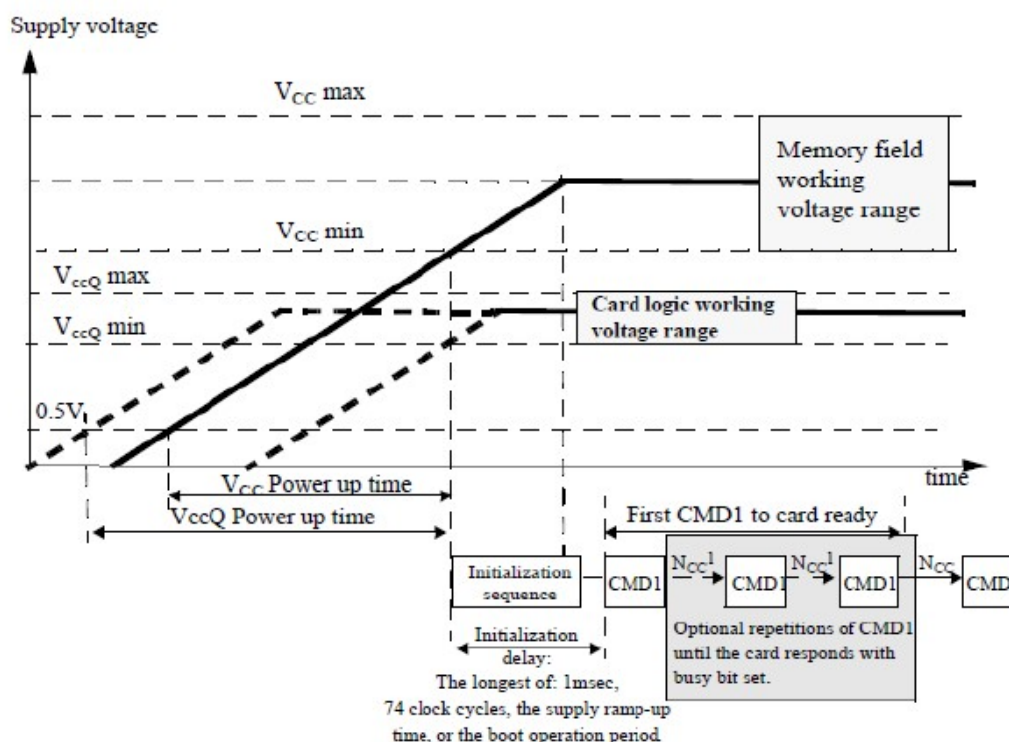 Supply voltage
VCC max
Memory field
working
voltage range
VCC min
VccQ max
Card logic working
voltage range
VccQ min
0.5V
time
VCC Power up time
VccQ Power up time
First CMD1 to card ready
Initialization
sequence
CMD1
NCC1
CMD1
NCC1
CMD1
NCC
CMD
Optional repetitions of CMD1
until the card responds with
busy bit set.
Initialization
delay:
The longest of: 1msec,
74 clock cycles, the supply ramp-up
time, or the boot operation period